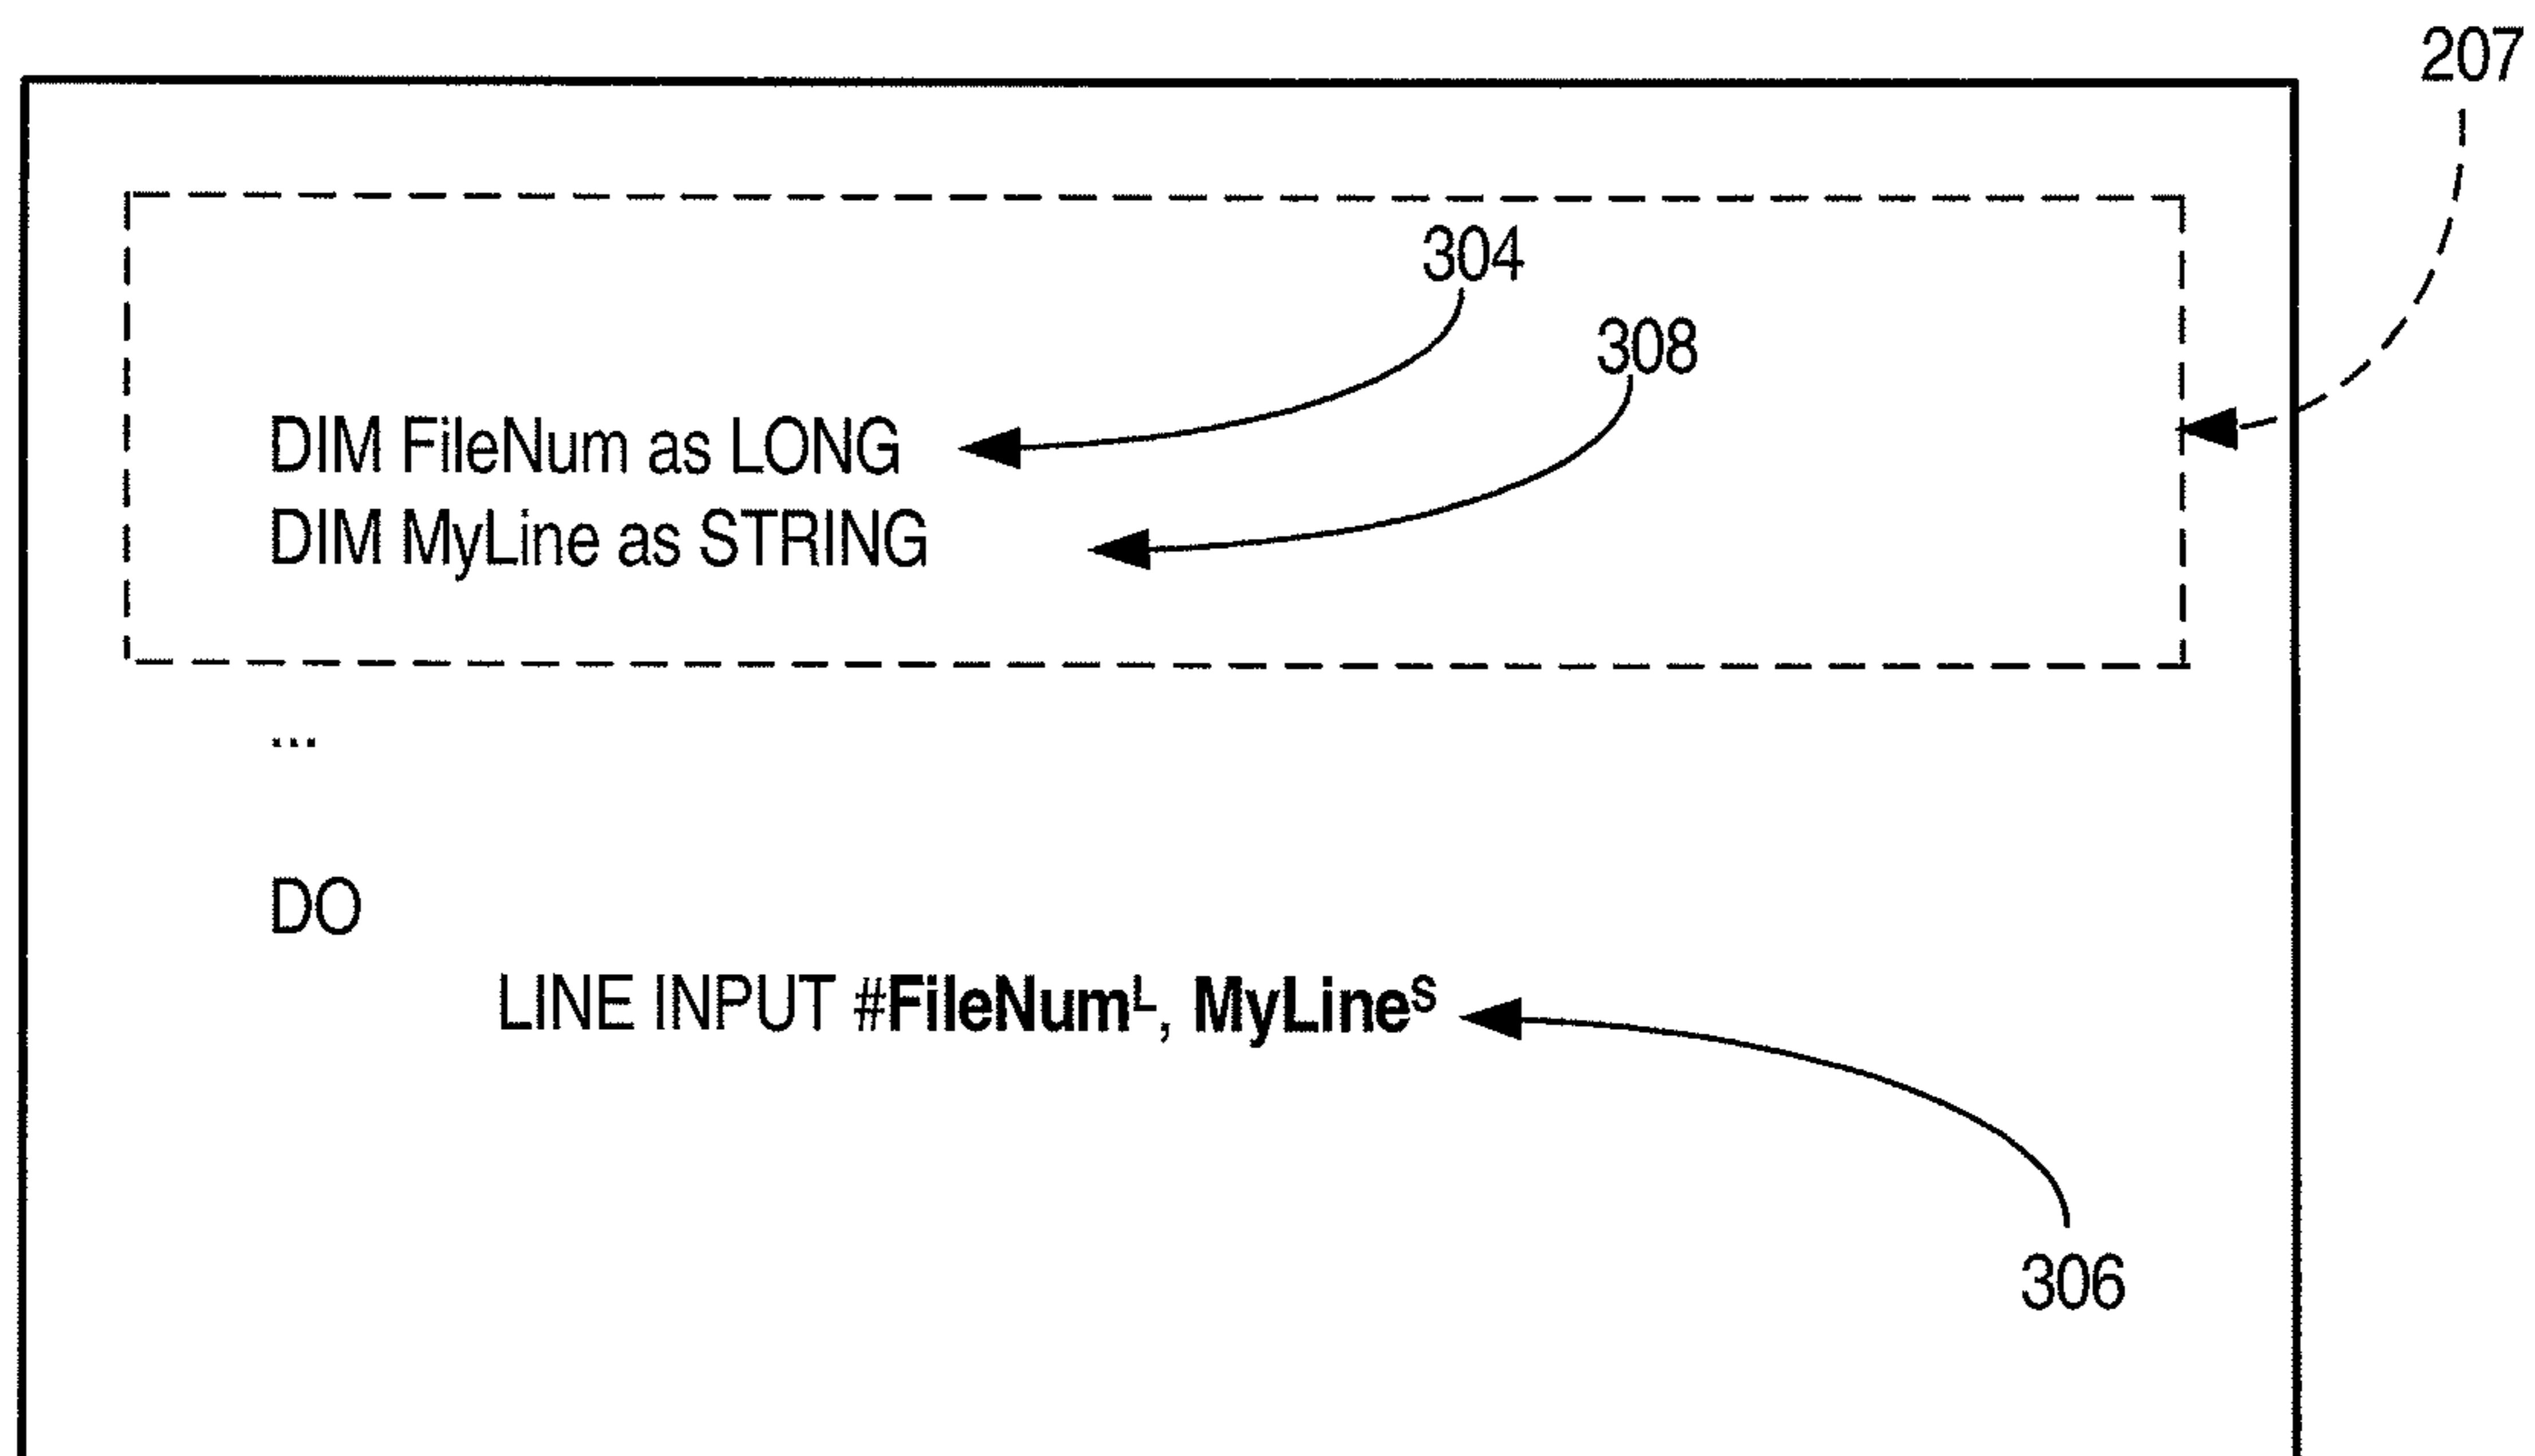 207
304
308
DIM FileNum as LONG
DIM MyLine as STRING
...
DO
LINE INPUT #FileNumᴸ, MyLineˢ
306